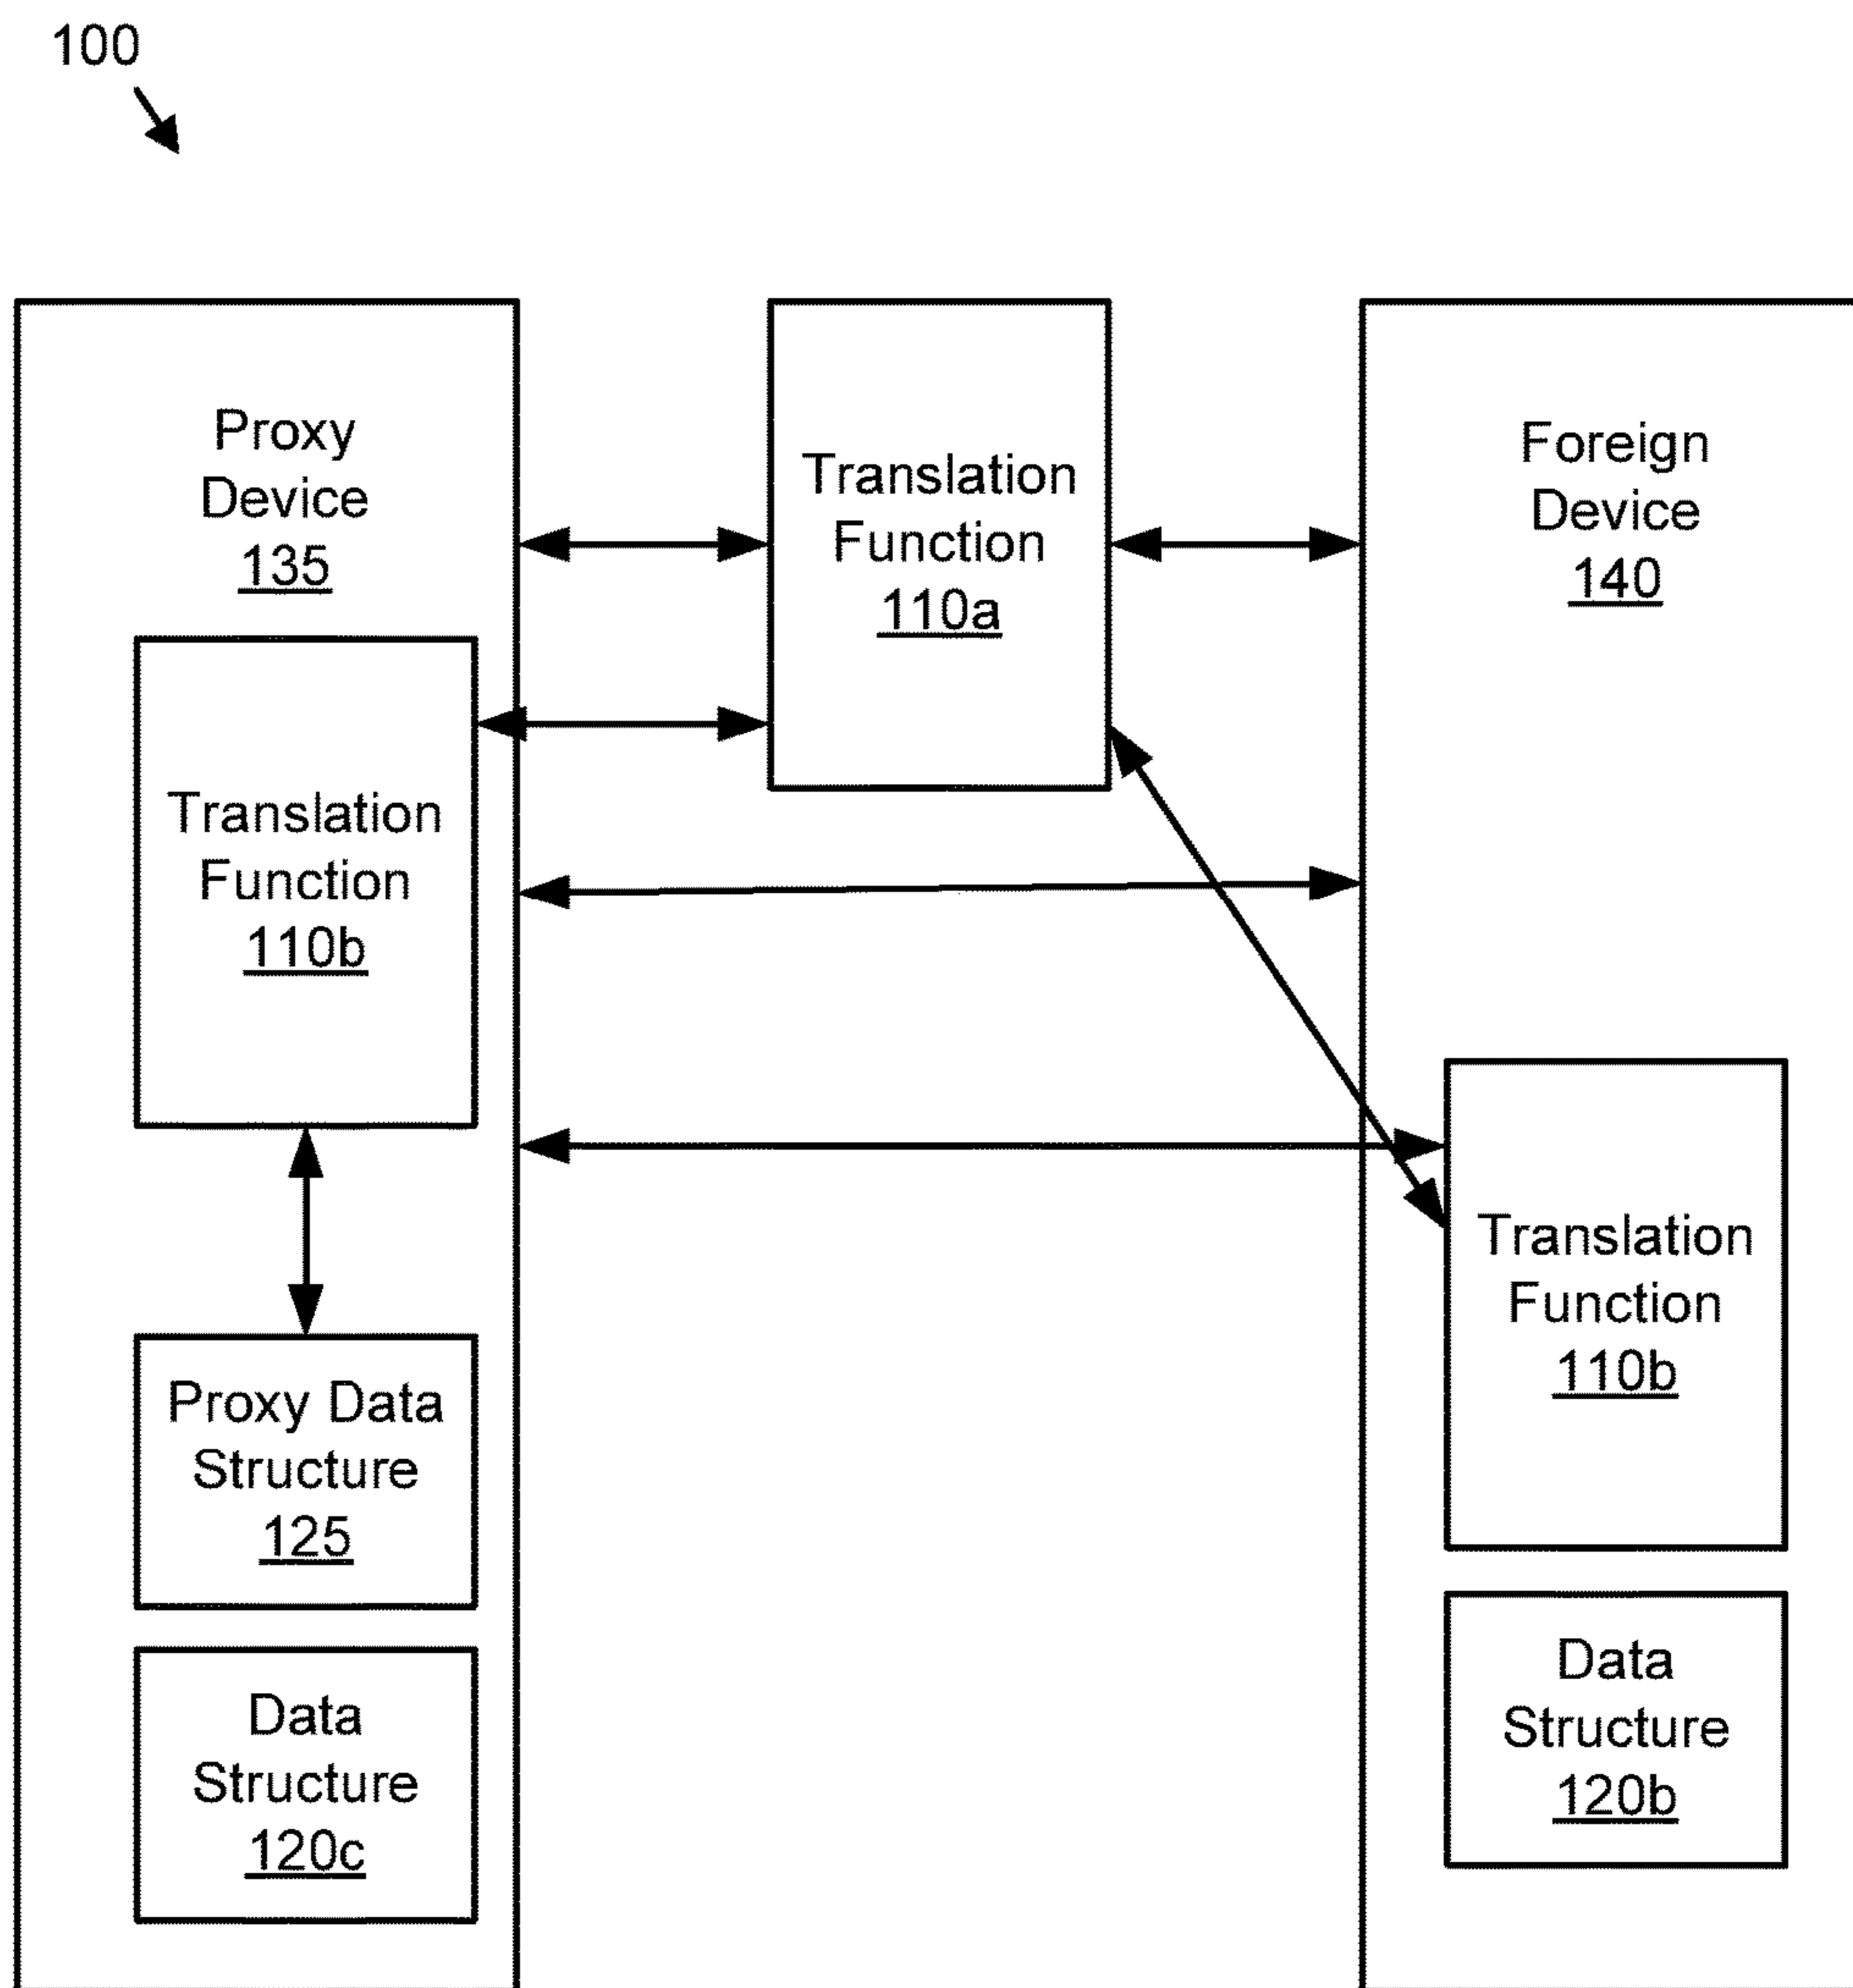 100
Proxy
Device
135
Translation
Function
110b
Proxy Data
Structure
125
Data
Structure
120c
Translation
Function
110a
Foreign
Device
140
Translation
Function
110b
Data
Structure
120b